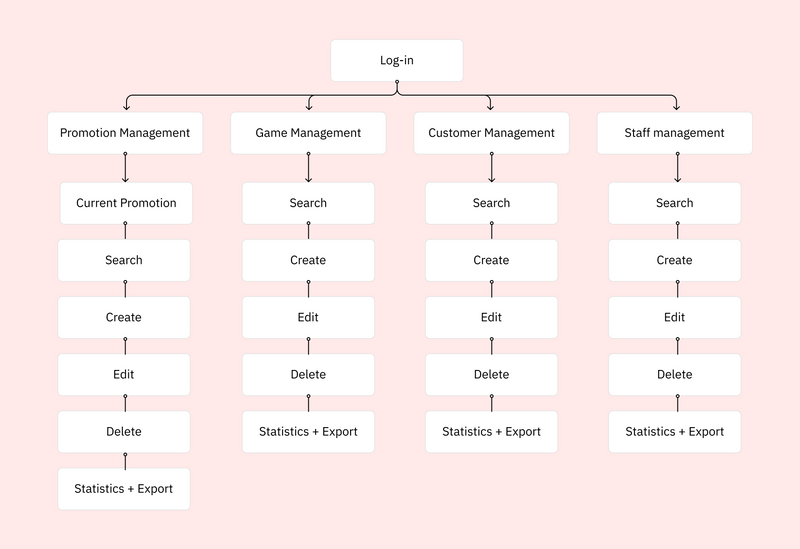 Log-in
Promotion Management
Game Management
Customer Management
Staff management
Current Promotion
Search
Search
Search
Search
Create
Create
Create
Create
Edit
Edit
Edit
Edit
Delete
Delete
Delete
Delete
Statistics + Export
Statistics + Export
Statistics + Export
Statistics + Export